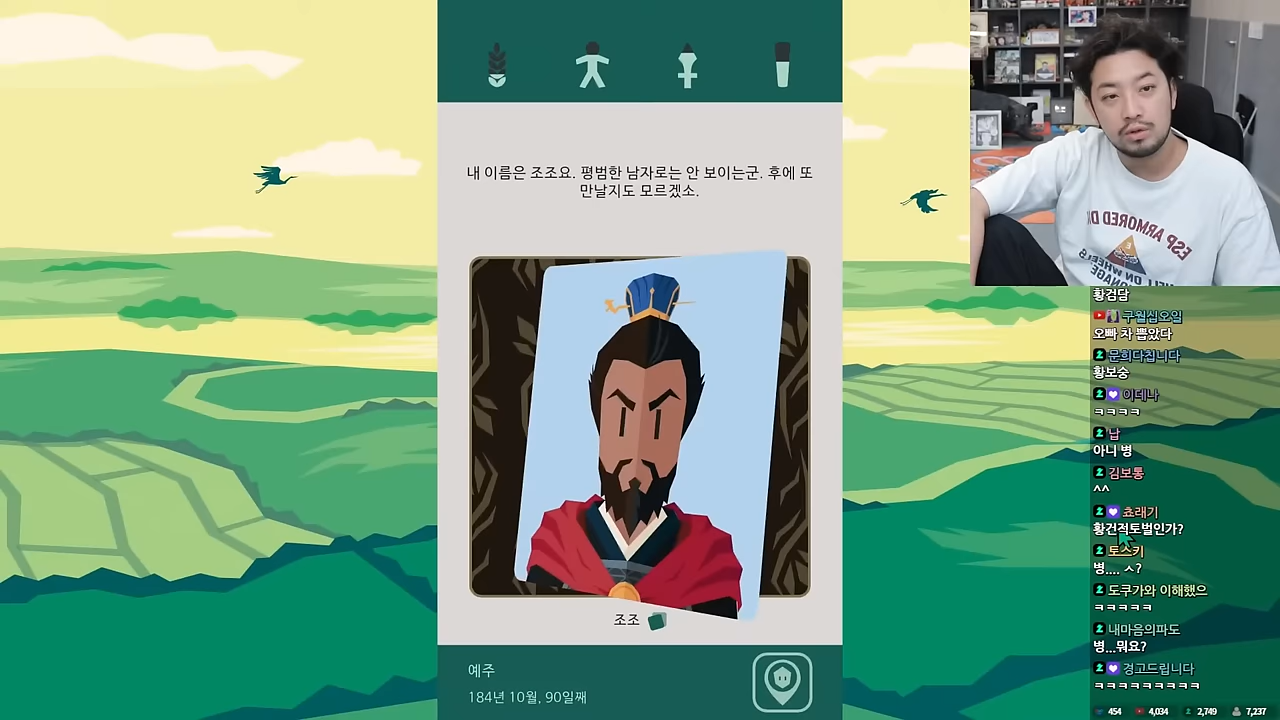 내 이름은 조조요. 평범한 남자로는 안 보이는군. 후에 또
만날지도 모르겠소.
조조
예주
184년 10월, 90일째
ESP ARMORED DI
황검담
구월십오입
오빠 차 뽑았다
문희다칩니다
황보숭
이데나
ㅋㅋㅋㅋ
납
아니 병
김보통
^^
쵸래기
황건적토벌인가?
토스키
병.... ㅅ?
도쿠가와 이해했으
ㅋㅋㅋㅋㅋ
내마음의파도
병...뭐요?
경고드립니다
ㅋㅋㅋㅋㅋㅋㅋㅋㅋ
454 4,034 2,749 7,237